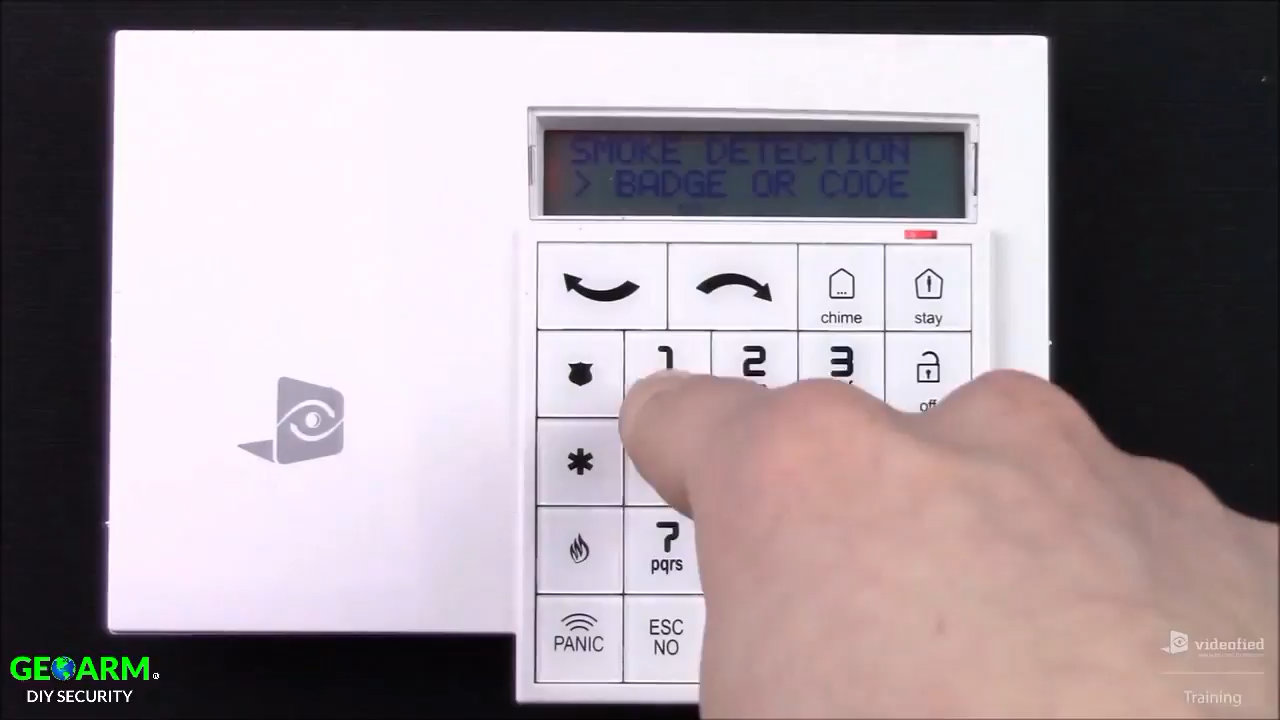 SMOKE DETECTION
> BADGE OR CODE
chime
stay
1
2
3
off
*
7
pqrs
PANIC
ESC
NO
GEOARM®
DIY SECURITY
videofied
Training